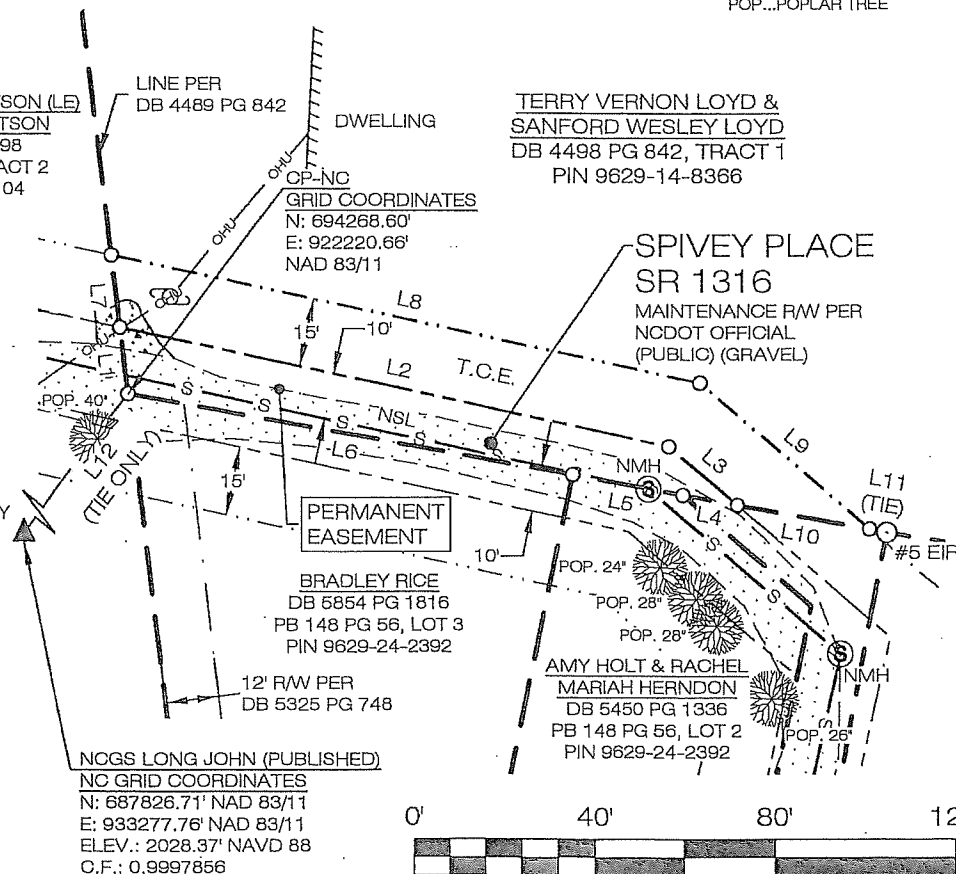 POP...POPLAR TREE
LINE PER
DB 4489 PG 842
DWELLING
TERRY VERNON LOYD &
SANFORD WESLEY LOYD
DB 4498 PG 842, TRACT 1
PIN 9629-14-8366
SON (LE)
TSON
98
ACT 2
04
OHU
OHU
OHU
OHU
CP-NC
GRID COORDINATES
N: 694268.60'
E: 922220.66'
NAD 83/11
SPIVEY PLACE
SR 1316
MAINTENANCE R/W PER
NCDOT OFFICIAL
(PUBLIC) (GRAVEL)
L7
L1
L8
15'
10'
L2
T.C.E.
L9
S
S
S
S
S
NSL
L6
POP. 40"
L12
(TIE ONLY)
15'
NMH
S
L3
L5
L4
L10
L11
(TIE)
#5 EIR
Y
PERMANENT
EASEMENT
10'
S
S
POP. 24"
POP. 28"
POP. 28"
BRADLEY RICE
DB 5854 PG 1816
PB 148 PG 56, LOT 3
PIN 9629-24-2392
AMY HOLT & RACHEL
MARIAH HERNDON
DB 5450 PG 1336
PB 148 PG 56, LOT 2
PIN 9629-24-2392
S
NMH
S
POP. 26"
12' R/W PER
DB 5325 PG 748
NCGS LONG JOHN (PUBLISHED)
NC GRID COORDINATES
N: 687826.71' NAD 83/11
E: 933277.76' NAD 83/11
ELEV.: 2028.37' NAVD 88
C.F.: 0.9997856
0' 40' 80' 12